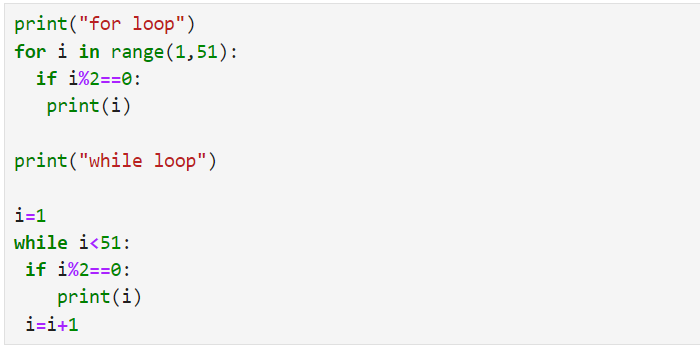 print("for loop")
for i in range(1,51):
  if i%2==0:
   print(i)

print("while loop")

i=1
while i<51:
 if i%2==0:
    print(i)
 i=i+1